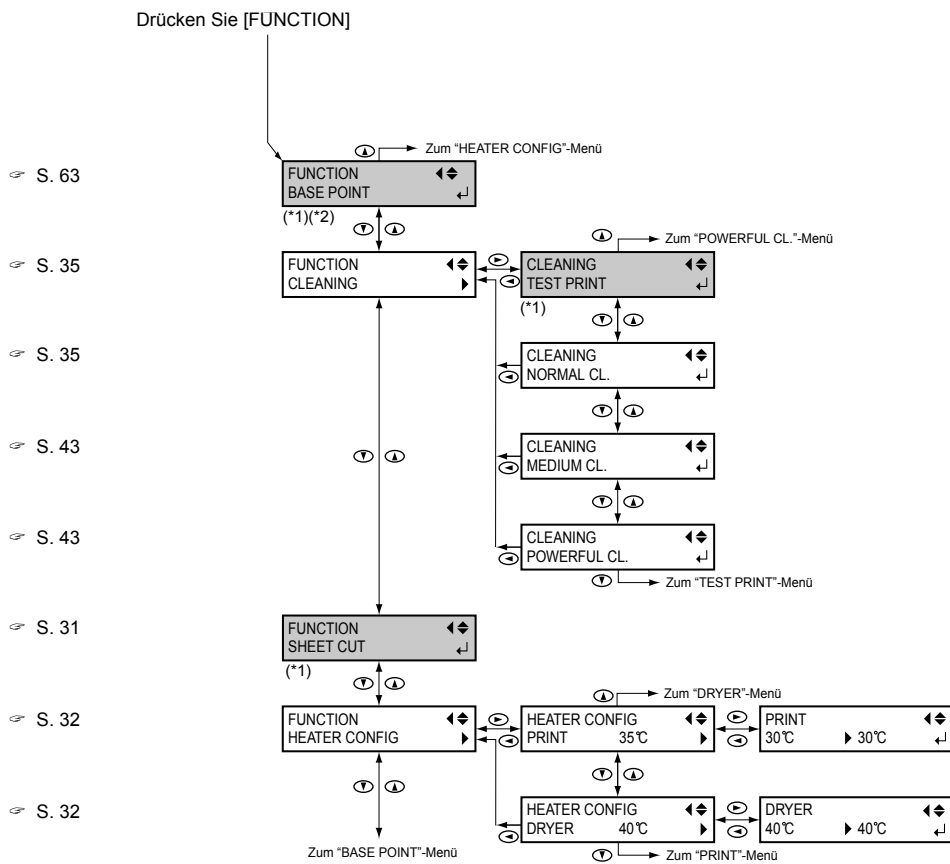 Drücken Sie [FUNCTION]
Zum “HEATER CONFIG”-Menü
☞ S. 63
FUNCTION
BASE POINT
(*1)(*2)
Zum “POWERFUL CL.”-Menü
☞ S. 35
FUNCTION
CLEANING
CLEANING
TEST PRINT
(*1)
☞ S. 35
CLEANING
NORMAL CL.
☞ S. 43
CLEANING
MEDIUM CL.
☞ S. 43
CLEANING
POWERFUL CL.
Zum “TEST PRINT”-Menü
☞ S. 31
FUNCTION
SHEET CUT
(*1)
Zum “DRYER”-Menü
☞ S. 32
FUNCTION
HEATER CONFIG
HEATER CONFIG
PRINT 35℃
PRINT
30℃ 30℃
☞ S. 32
HEATER CONFIG
DRYER 40℃
DRYER
40℃ 40℃
Zum “BASE POINT”-Menü
Zum “PRINT”-Menü